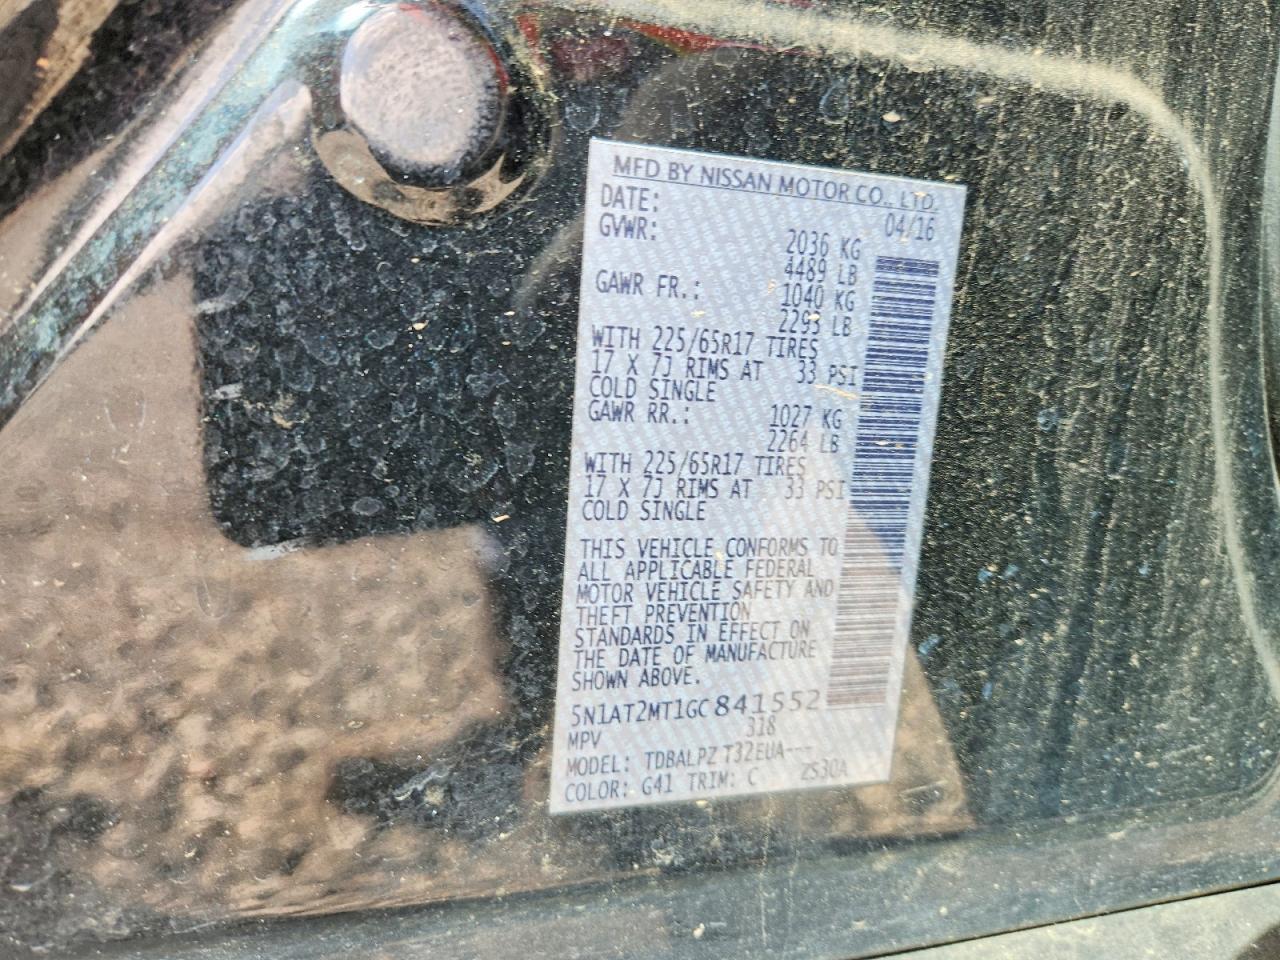 MFD BY NISSAN MOTOR CO., LTD.
DATE: 04/16
GVWR: 2036 KG
4489 LB
GAWR FR.: 1040 KG
2293 LB
WITH 225/65R17 TIRES
17 X 7J RIMS AT 33 PSI
COLD SINGLE
GAWR RR.: 1027 KG
2264 LB
WITH 225/65R17 TIRES
17 X 7J RIMS AT 33 PSI
COLD SINGLE
THIS VEHICLE CONFORMS TO
ALL APPLICABLE FEDERAL
MOTOR VEHICLE SAFETY AND
THEFT PREVENTION
STANDARDS IN EFFECT ON
THE DATE OF MANUFACTURE
SHOWN ABOVE.
5N1AT2MT1GC841552
MPV 318
MODEL: TDBALPZ T32EUA---
COLOR: G41 TRIM: C ZS30A